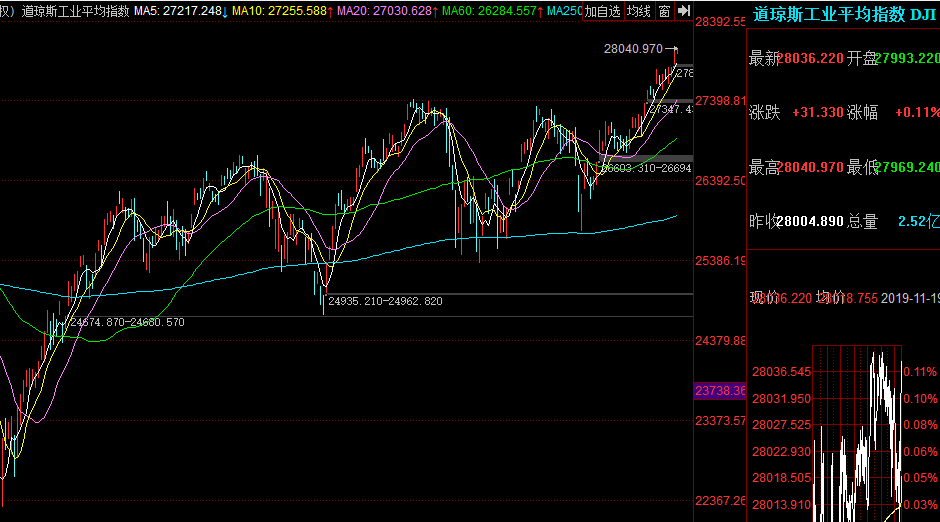 权) 道琼斯工业平均指数 MA5: 27217.248↓ MA10: 27255.588↑ MA20: 27030.628↑ MA60: 26284.557↑ MA250 加自选 均线 窗
28392.55
28040.970
278
27398.81
27347.43
26603.310-26694
26392.50
25386.19
24935.210-24962.820
24674.870-24680.570
24379.88
23738.36
23373.57
22367.26
道琼斯工业平均指数 DJI
最新 28036.220 开盘 27993.220
涨跌 +31.330 涨幅 +0.11%
最高 28040.970 最低 27969.240
昨收 28004.890 总量 2.52亿
现价 28036.220 均价 2019-11-19
28036.545 0.11%
28031.950 0.10%
28027.525 0.08%
28022.930 0.06%
28018.505 0.05%
28013.910 0.03%